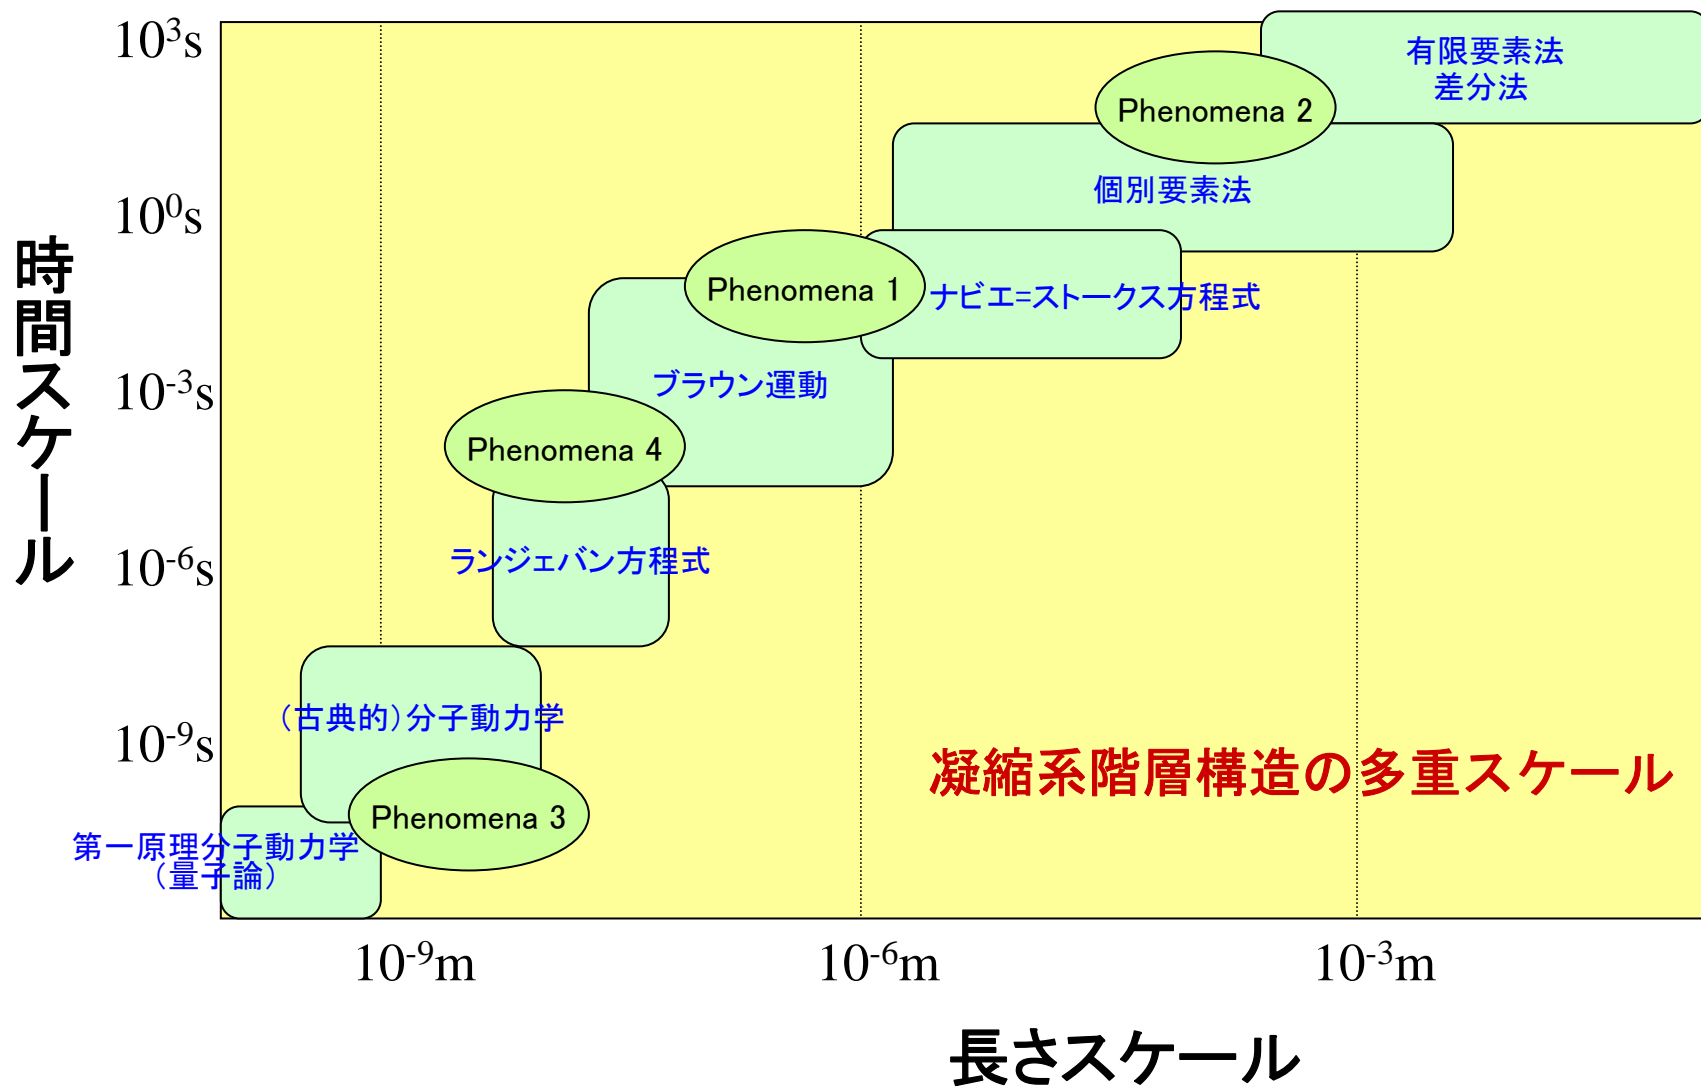 10³s
有限要素法
差分法
Phenomena 2
個別要素法
10⁰s
時間スケール
Phenomena 1
ナビエ=ストークス方程式
10⁻³s
ブラウン運動
Phenomena 4
10⁻⁶s
ランジェバン方程式
(古典的)分子動力学
10⁻⁹s
凝縮系階層構造の多重スケール
Phenomena 3
第一原理分子動力学
(量子論)
10⁻⁹m
10⁻⁶m
10⁻³m
長さスケール